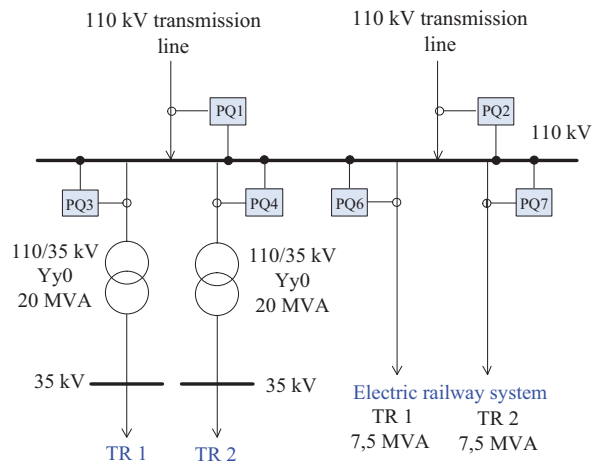 110 kV transmission
line
110 kV transmission
line
PQ1
PQ2
110 kV
PQ3
PQ4
PQ6
PQ7
110/35 kV
Yy0
20 MVA
110/35 kV
Yy0
20 MVA
35 kV
35 kV
Electric railway system
TR 1
7,5 MVA
TR 2
7,5 MVA
TR 1
TR 2